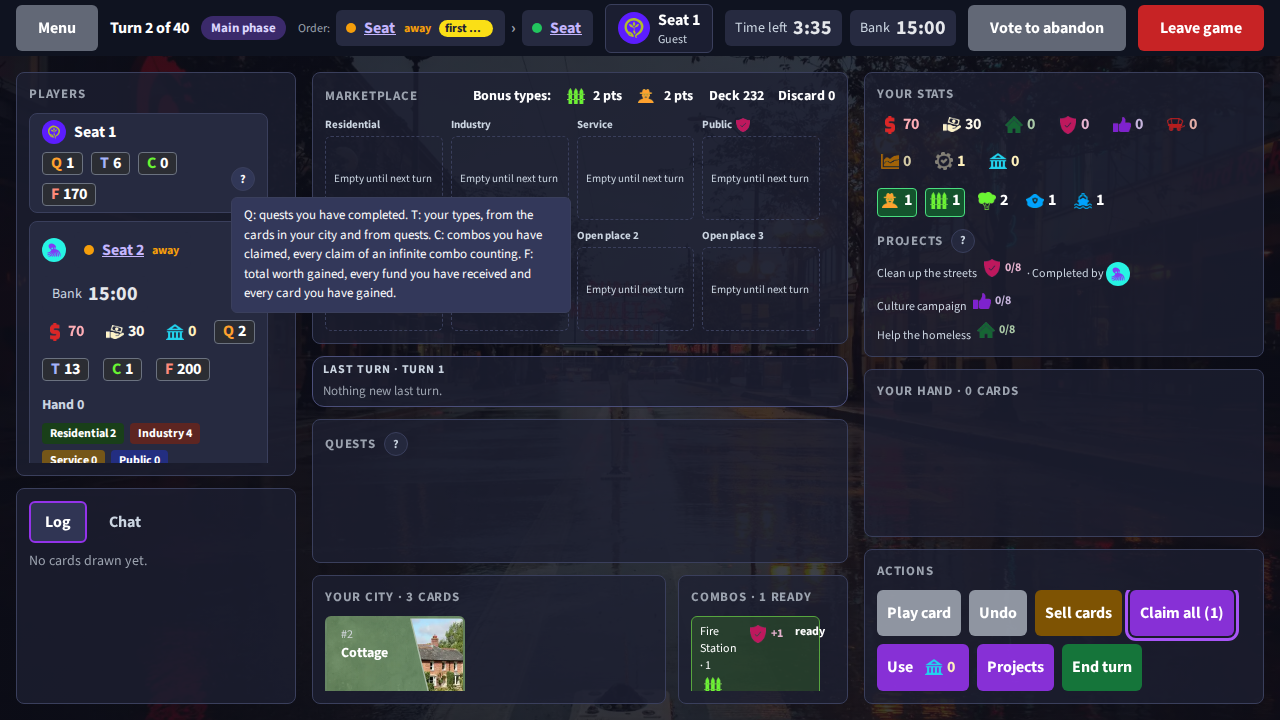 Menu
Turn 2 of 40
Main phase
Order:
Seat
away
first ...
›
Seat
Seat 1
Guest
Time left 3:35
Bank 15:00
Vote to abandon
Leave game
PLAYERS
Seat 1
Q 1
T 6
C 0
F 170
?
Q: quests you have completed. T: your types, from the
cards in your city and from quests. C: combos you have
claimed, every claim of an infinite combo counting. F:
total worth gained, every fund you have received and
every card you have gained.
Seat 2 away
Bank 15:00
70 30 0 Q 2
T 13 C 1 F 200
Hand 0
Residential 2 Industry 4
Service 0 Public 0
Log
Chat
No cards drawn yet.
MARKETPLACE
Bonus types: 2 pts 2 pts Deck 232 Discard 0
Residential Industry Service Public
Empty until next turn Empty until next turn Empty until next turn Empty until next turn
Open place 2 Open place 3
Empty until next turn Empty until next turn
LAST TURN · TURN 1
Nothing new last turn.
QUESTS ?
YOUR CITY · 3 CARDS
#2
Cottage
COMBOS · 1 READY
Fire
Station
· 1
+1
ready
YOUR STATS
70 30 0 0 0 0
0 1 0
1 1 2 1 1
PROJECTS ?
Clean up the streets 0/8 · Completed by
Culture campaign 0/8
Help the homeless 0/8
YOUR HAND · 0 CARDS
ACTIONS
Play card
Undo
Sell cards
Claim all (1)
Use 0
Projects
End turn